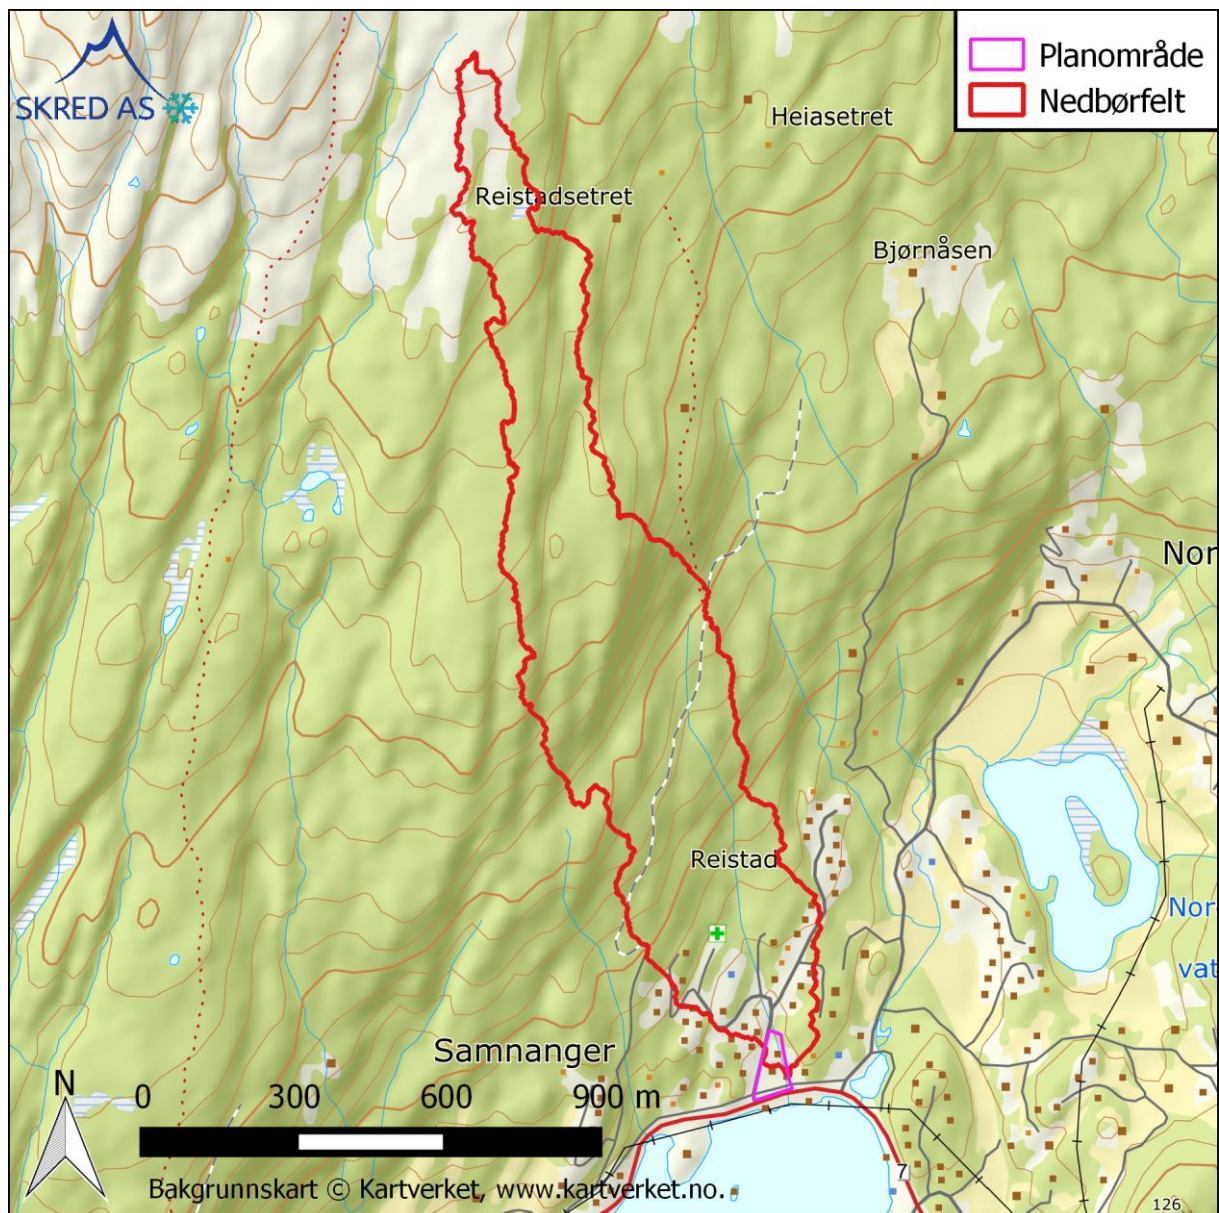 SKRED AS
Planområde
Nedbørfelt
Heiasetret
Reistadsetret
Bjørnåsen
Nor
Reistad
Nor
vat
Samnanger
N
0 300 600 900 m
7
Bakgrunnskart © Kartverket, www.kartverket.no.
126